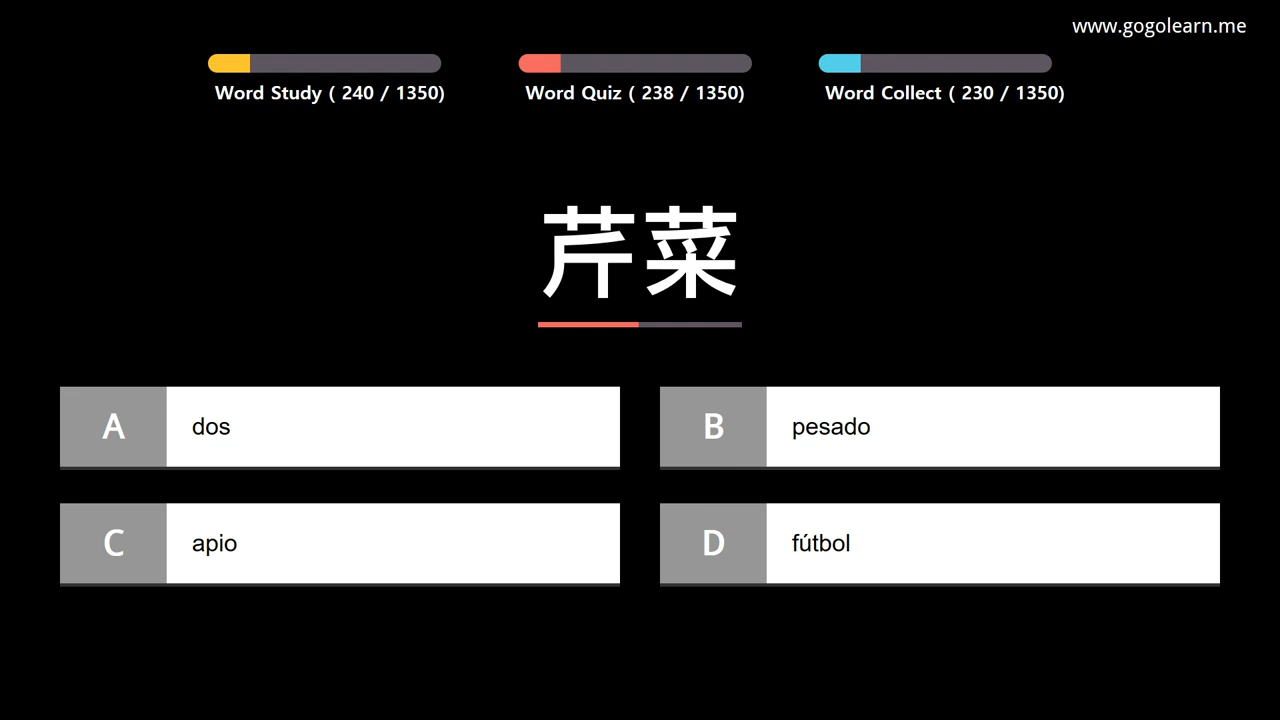 www.gogolearn.me
Word Study ( 240 / 1350)
Word Quiz ( 238 / 1350)
Word Collect ( 230 / 1350)
芹菜
A dos
B pesado
C apio
D fútbol